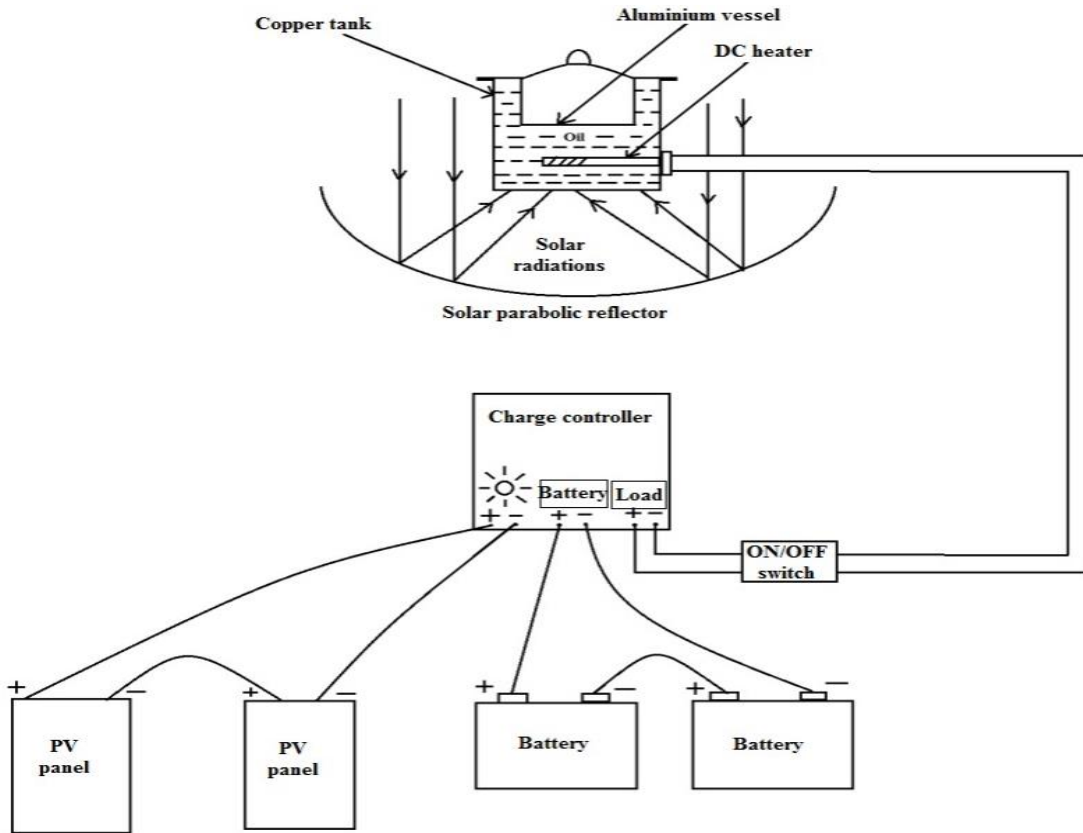 Aluminium vessel
Copper tank
DC heater
Oil
Solar
radiations
Solar parabolic reflector
Charge controller
Battery
Load
+ − + − + −
ON/OFF
switch
+ − + − + − + −
PV
panel
PV
panel
Battery
Battery